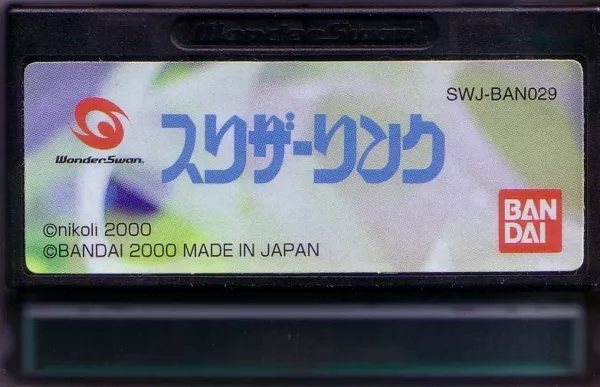 WonderSwan
SWJ-BAN029
スリザーリンク
WonderSwan.
©nikoli 2000
©BANDAI 2000 MADE IN JAPAN
BAN
DAI